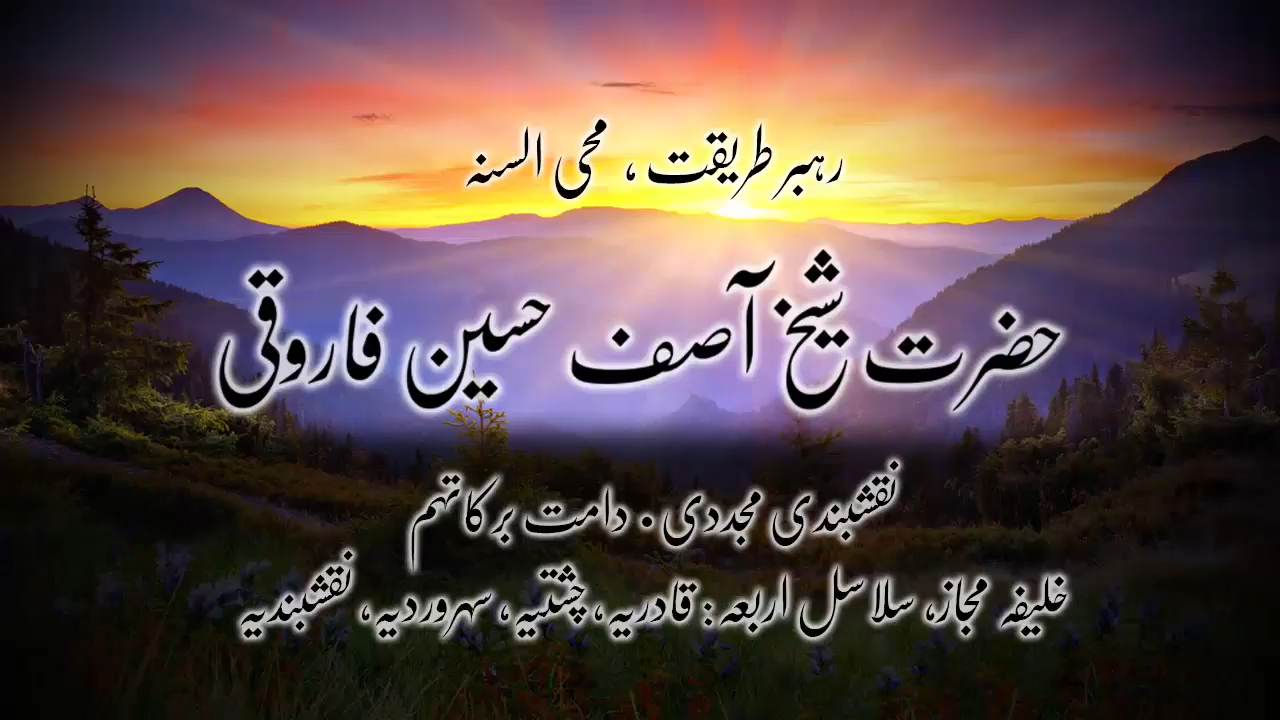 رہبر طریقت، محی السنہ
حضرت شیخ آصف حسین فاروقی
نقشبندی مجددی • دامت برکاتہم
خلیفہ مجاز، سلاسل اربعہ: قادریہ، چشتیہ، سہروردیہ، نقشبندیہ